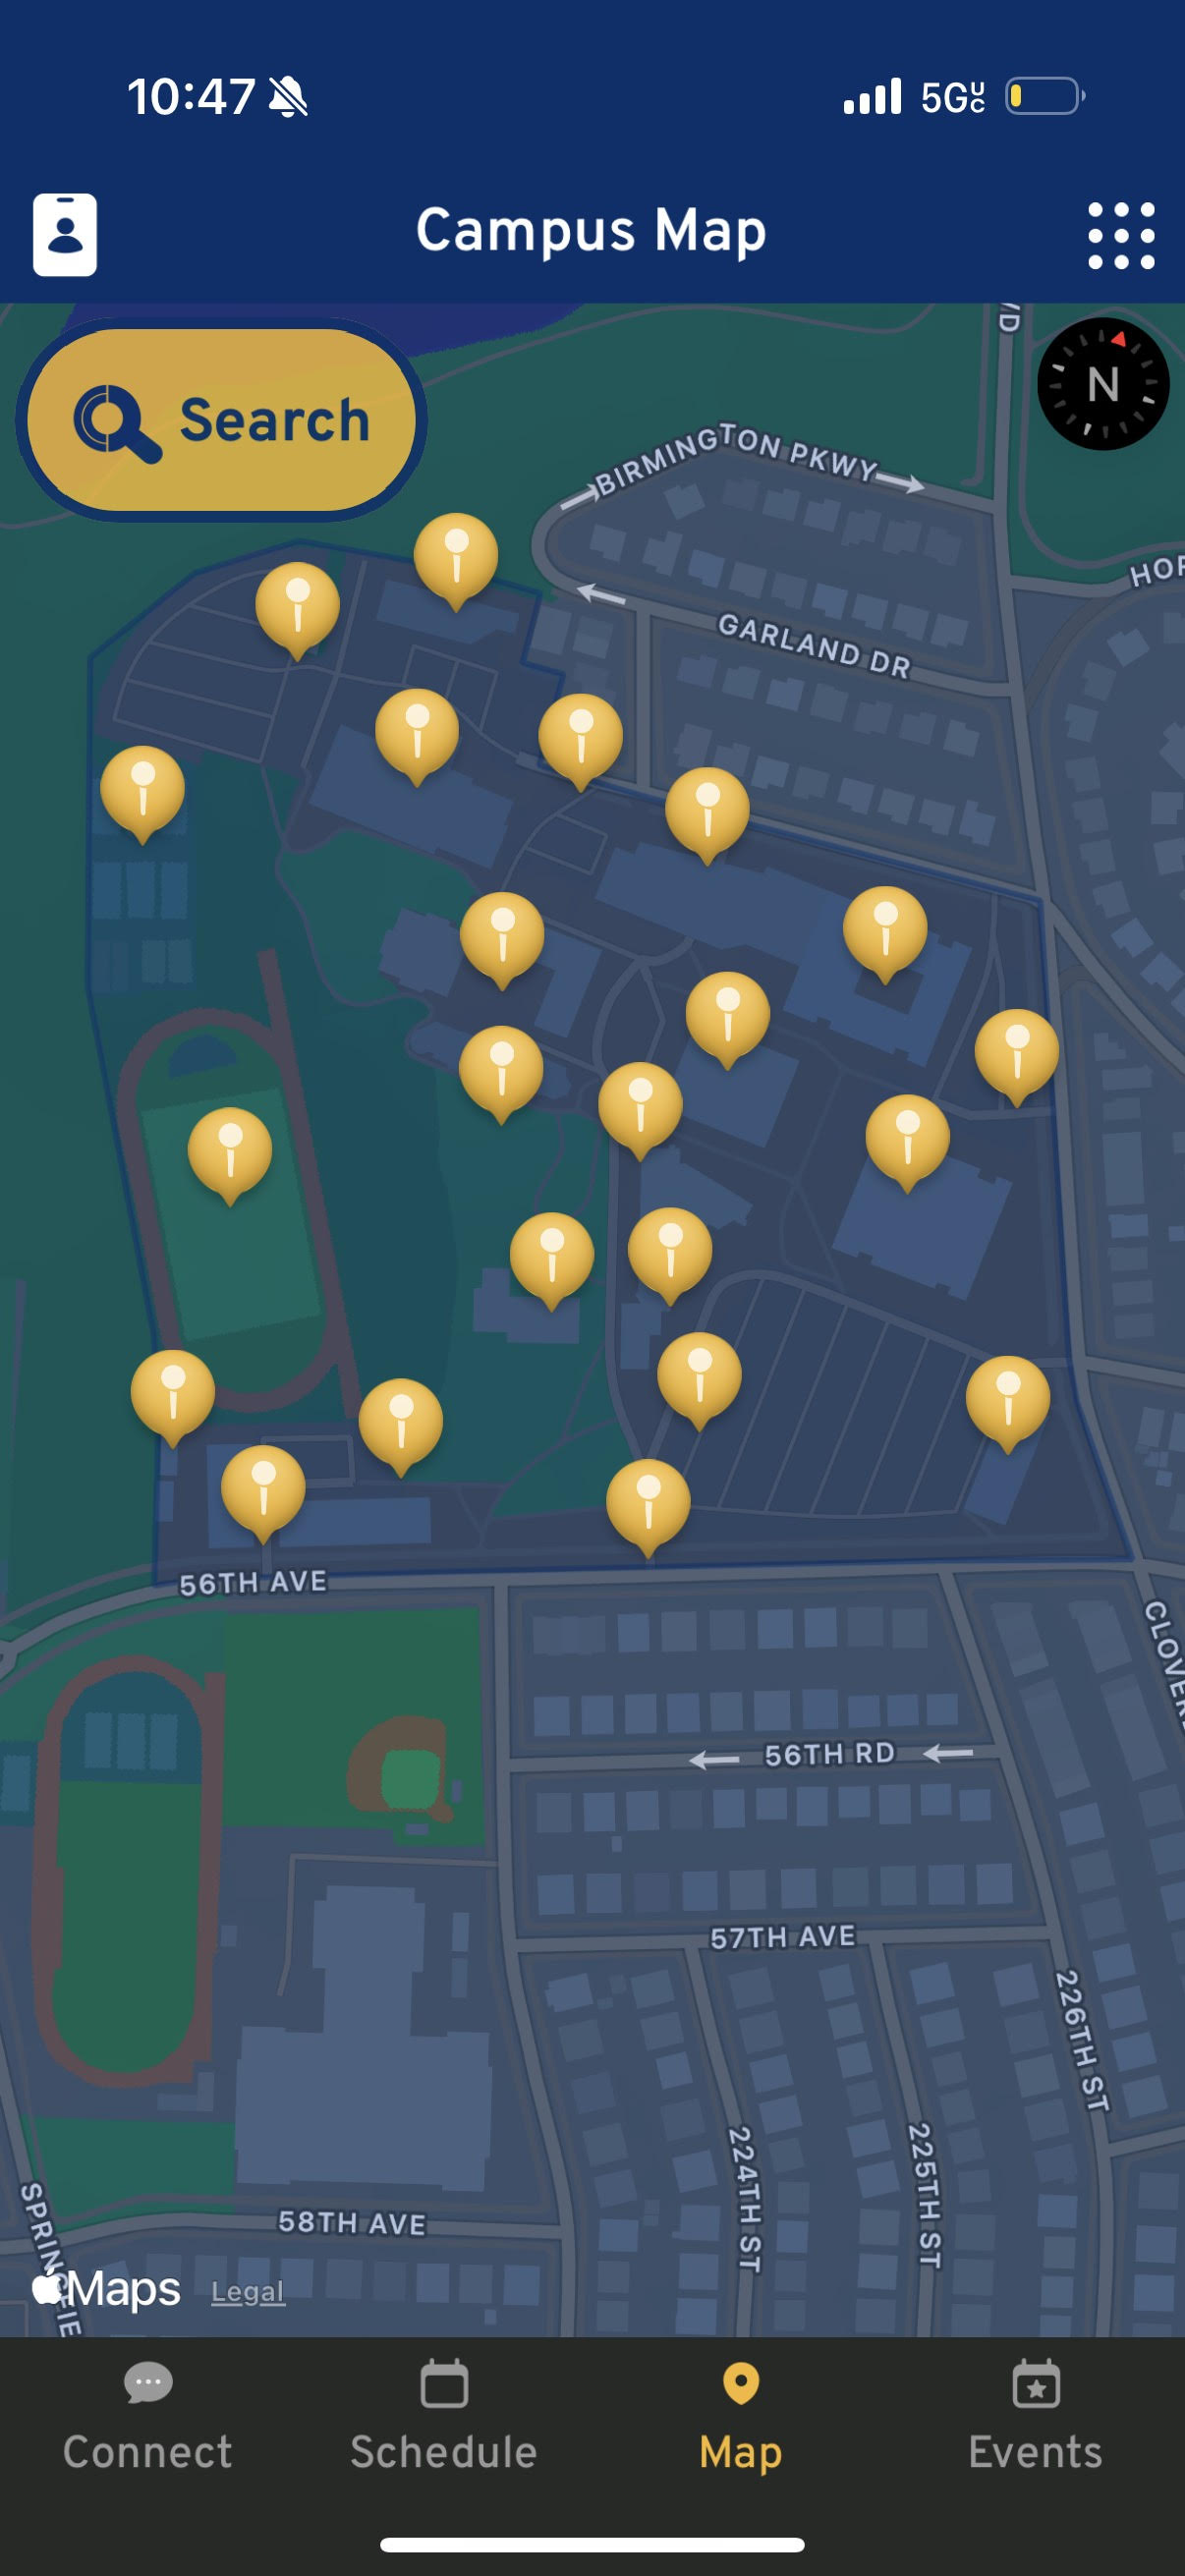 10:47
5GUC
Campus Map
Search
N
BIRMINGTON PKWY
GARLAND DR
56TH AVE
56TH RD
57TH AVE
226TH ST
224TH ST
225TH ST
58TH AVE
Maps Legal
Connect Schedule Map Events